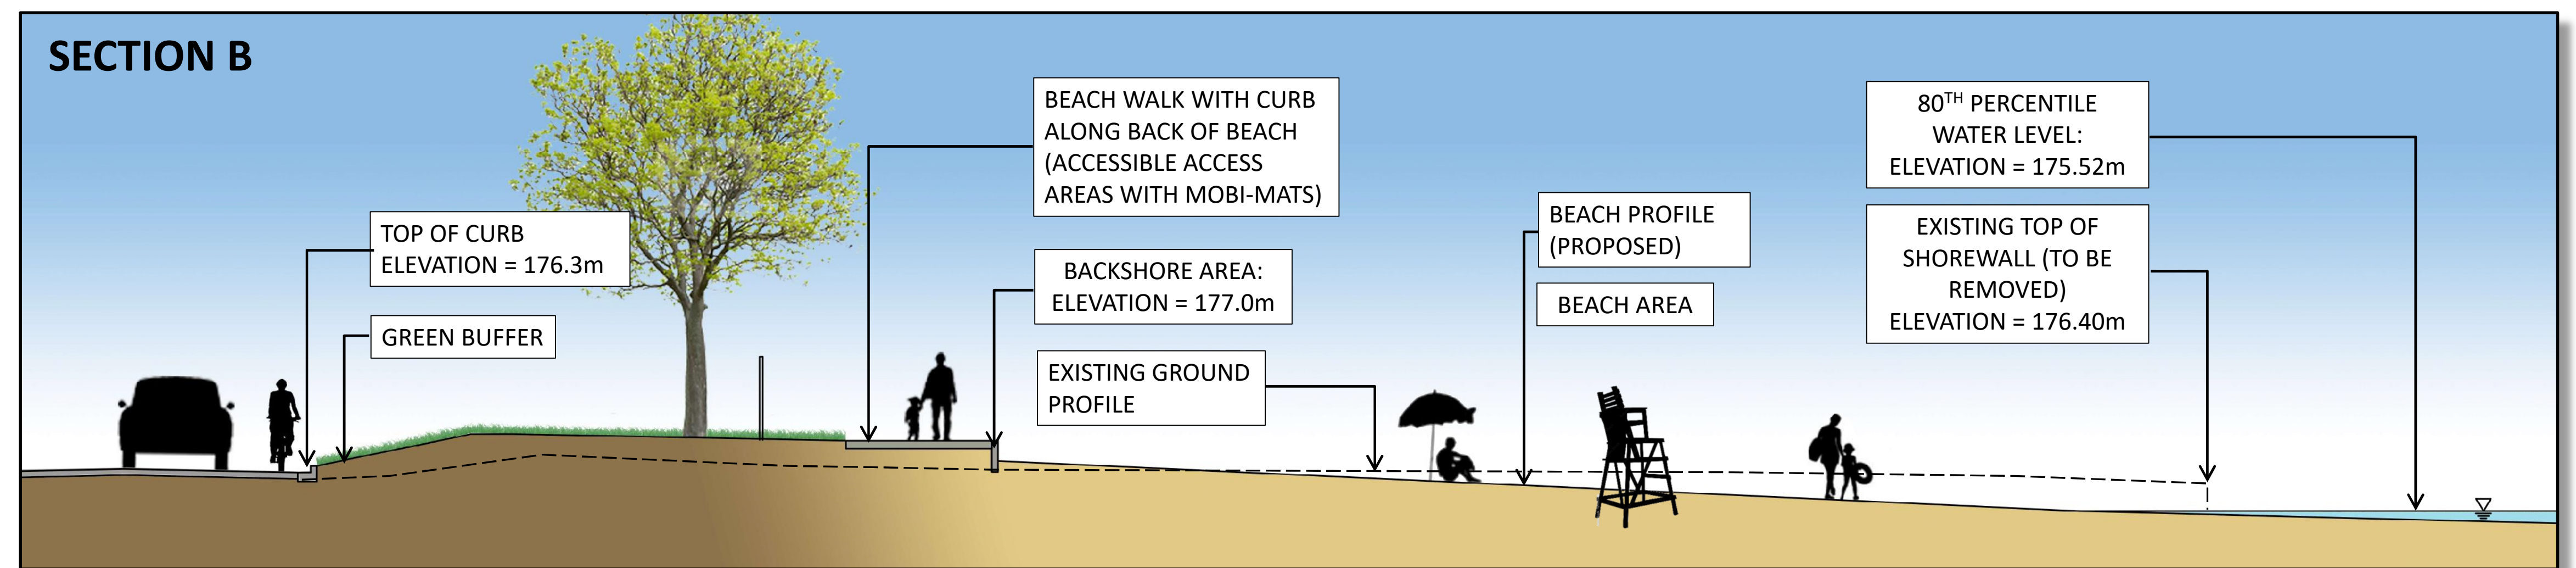 SECTION B
TOP OF CURB
ELEVATION = 176.3m
GREEN BUFFER
BEACH WALK WITH CURB
ALONG BACK OF BEACH
(ACCESSIBLE ACCESS
AREAS WITH MOBI-MATS)
BACKSHORE AREA:
ELEVATION = 177.0m
EXISTING GROUND
PROFILE
BEACH PROFILE
(PROPOSED)
BEACH AREA
80TH PERCENTILE
WATER LEVEL:
ELEVATION = 175.52m
EXISTING TOP OF
SHOREWALL (TO BE
REMOVED)
ELEVATION = 176.40m